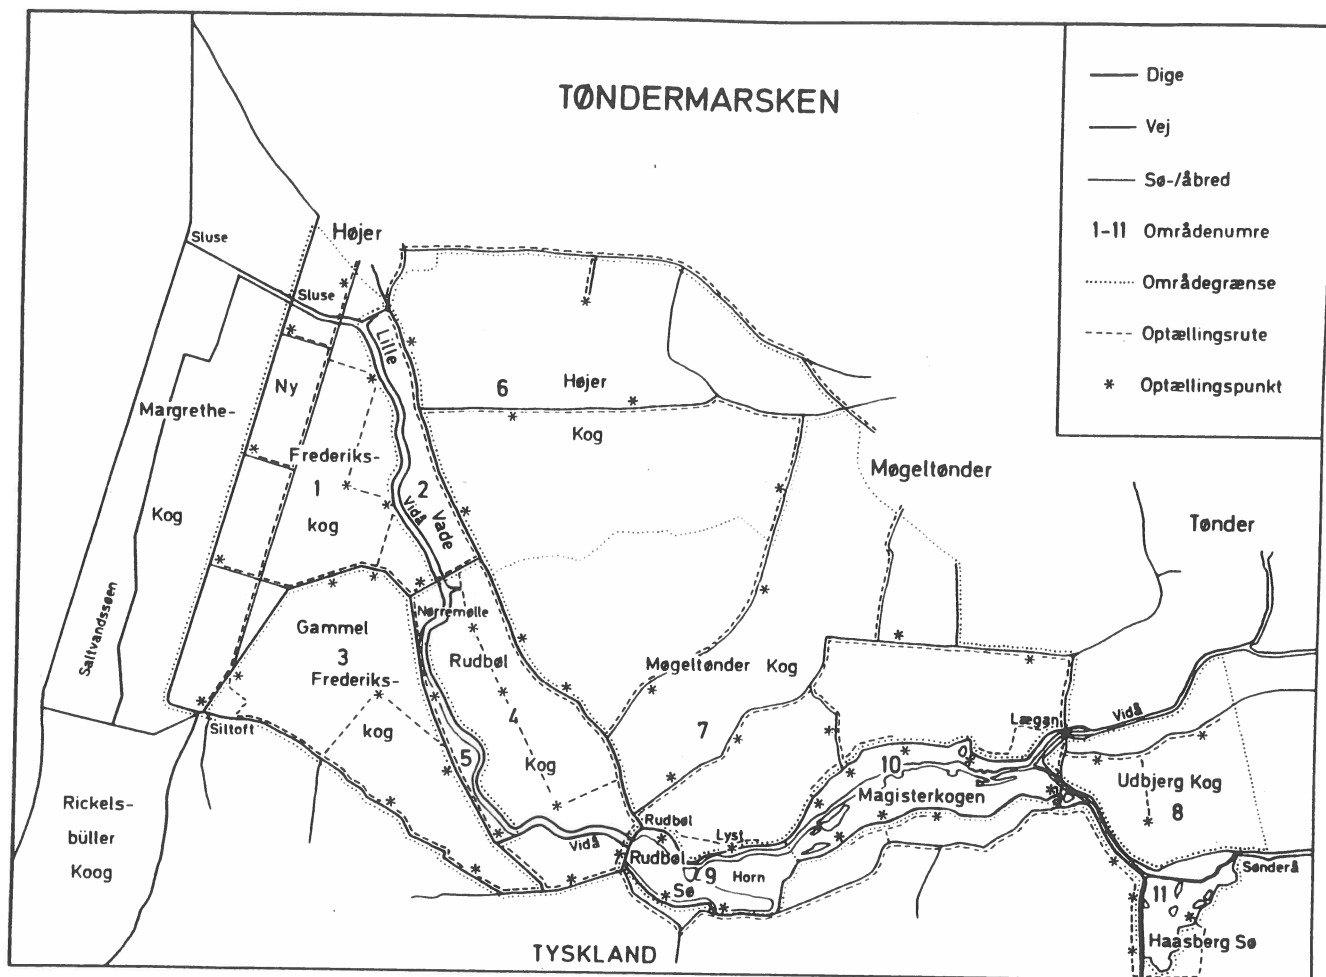 TØNDERMARSKEN
Dige
Vej
Sø-/åbred
1-11 Områdenumre
Områdegrænse
Optællingsrute
* Optællingspunkt
Sluse
Højer
Sluse
Lille
Ny
6
Højer
Kog
Margrethe-
Kog
Frederiks-
1
kog
2
Vidå
Vade
Møgeltønder
Tønder
Saltvandssøen
Nørremølle
Gammel
3
Frederiks-
kog
Rudbøl
4
Kog
Møgeltønder Kog
7
Siltoft
5
Lægan
Vidå
10
Magisterkogen
Udbjerg Kog
8
Rickels-
büller
Koog
Rudbøl
Lyst
Vidå
Rudbøl
9
Horn
Sø
Sønderå
11
Haasberg Sø
TYSKLAND